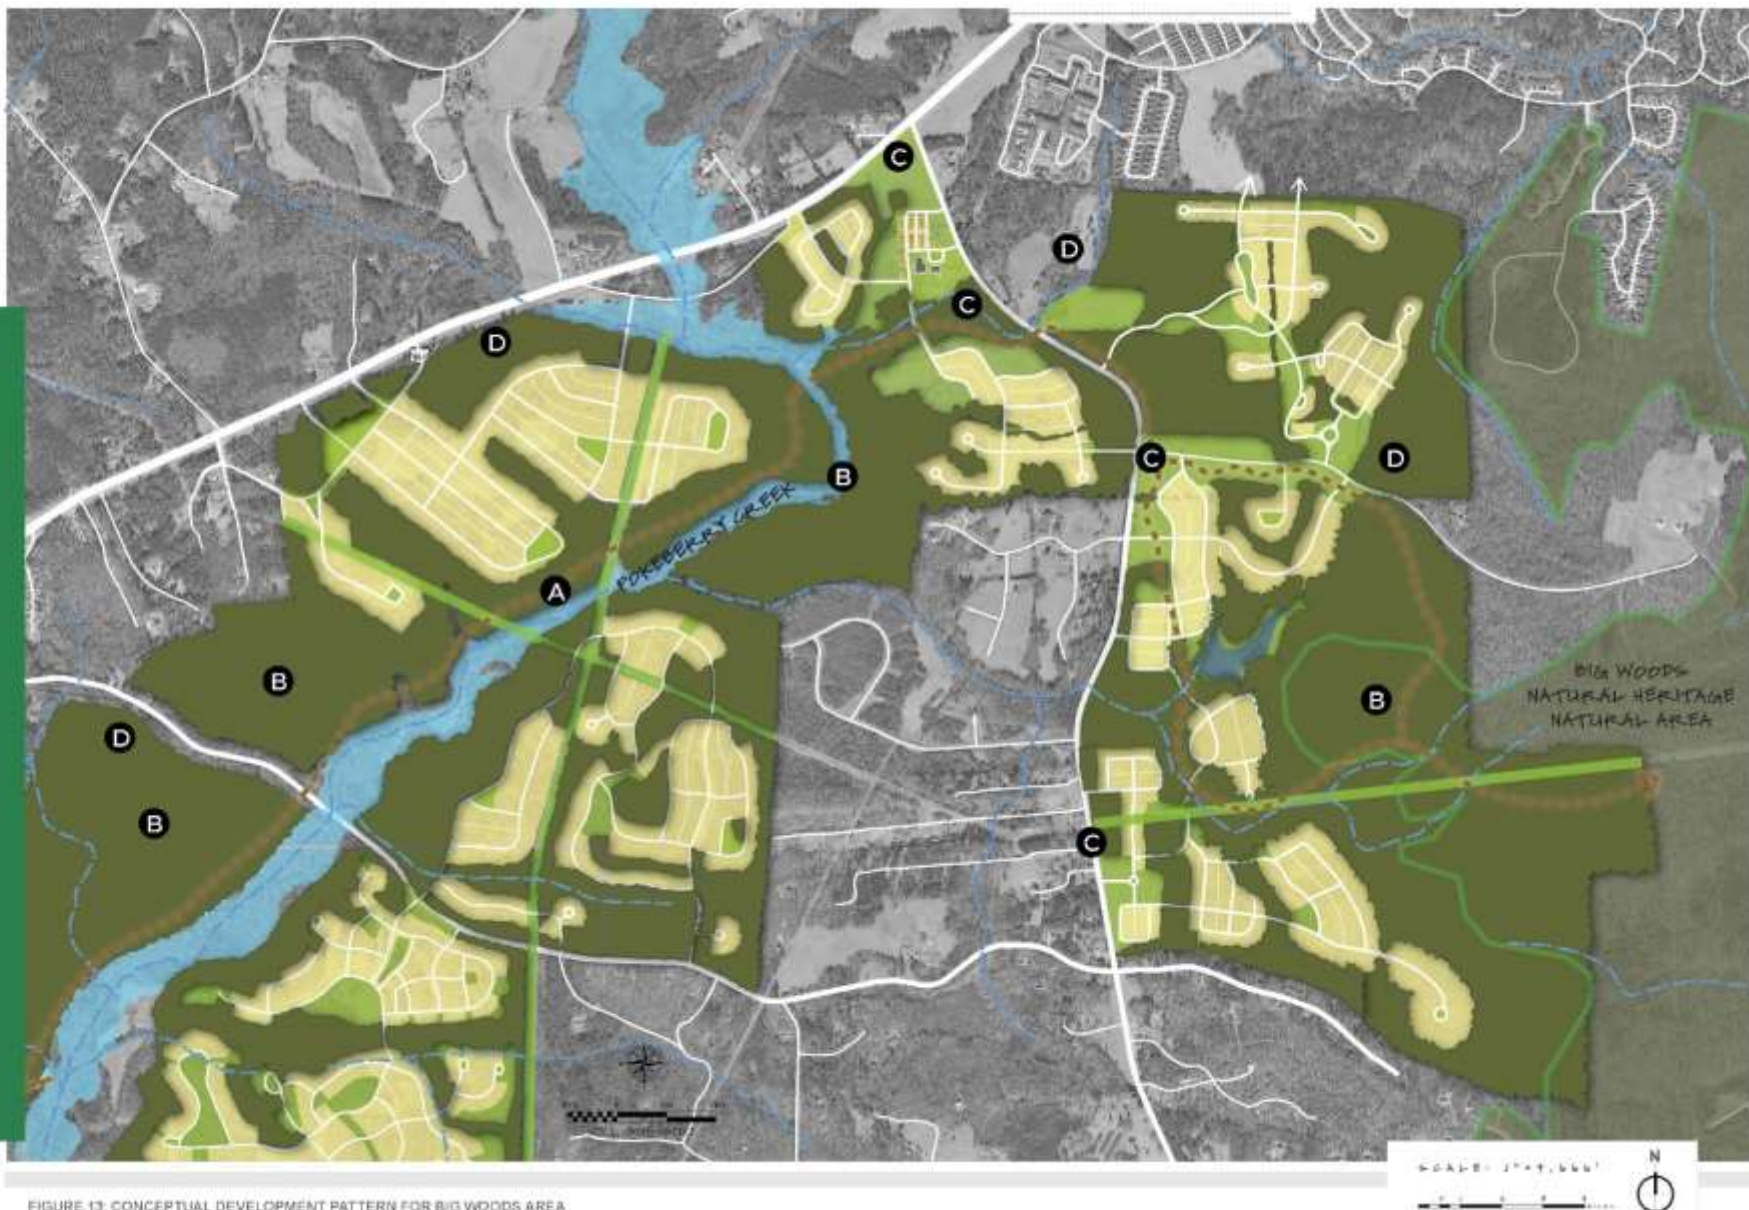 C
D
C
D
B
C
D
POKEBERRY CREEK
A
B
B
BIG WOODS
NATURAL HERITAGE
NATURAL AREA
D
B
C
N
FIGURE 13: CONCEPTUAL DEVELOPMENT PATTERN FOR BIG WOODS AREA